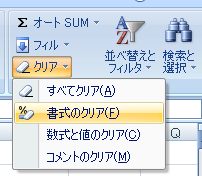 Σ オート SUM
フィル
クリア
並べ替えと
フィルタ
検索と
選択
すべてクリア(A)
書式のクリア(F)
数式と値のクリア(C)
コメントのクリア(M)
Q